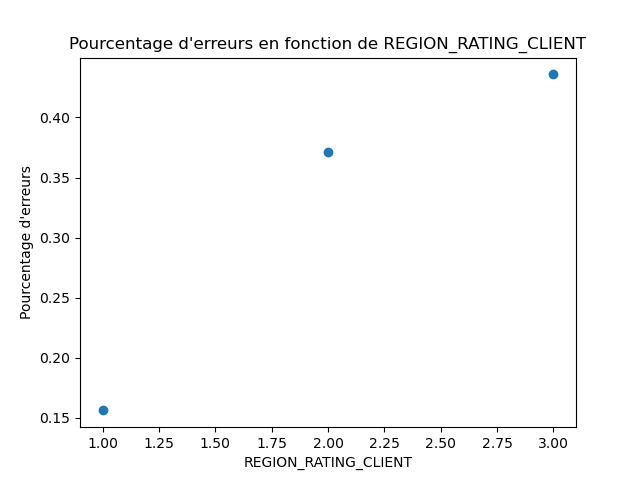 Pourcentage d'erreurs en fonction de REGION_RATING_CLIENT
0.40
0.35
0.30
0.25
0.20
0.15
Pourcentage d'erreurs
1.00 1.25 1.50 1.75 2.00 2.25 2.50 2.75 3.00
REGION_RATING_CLIENT